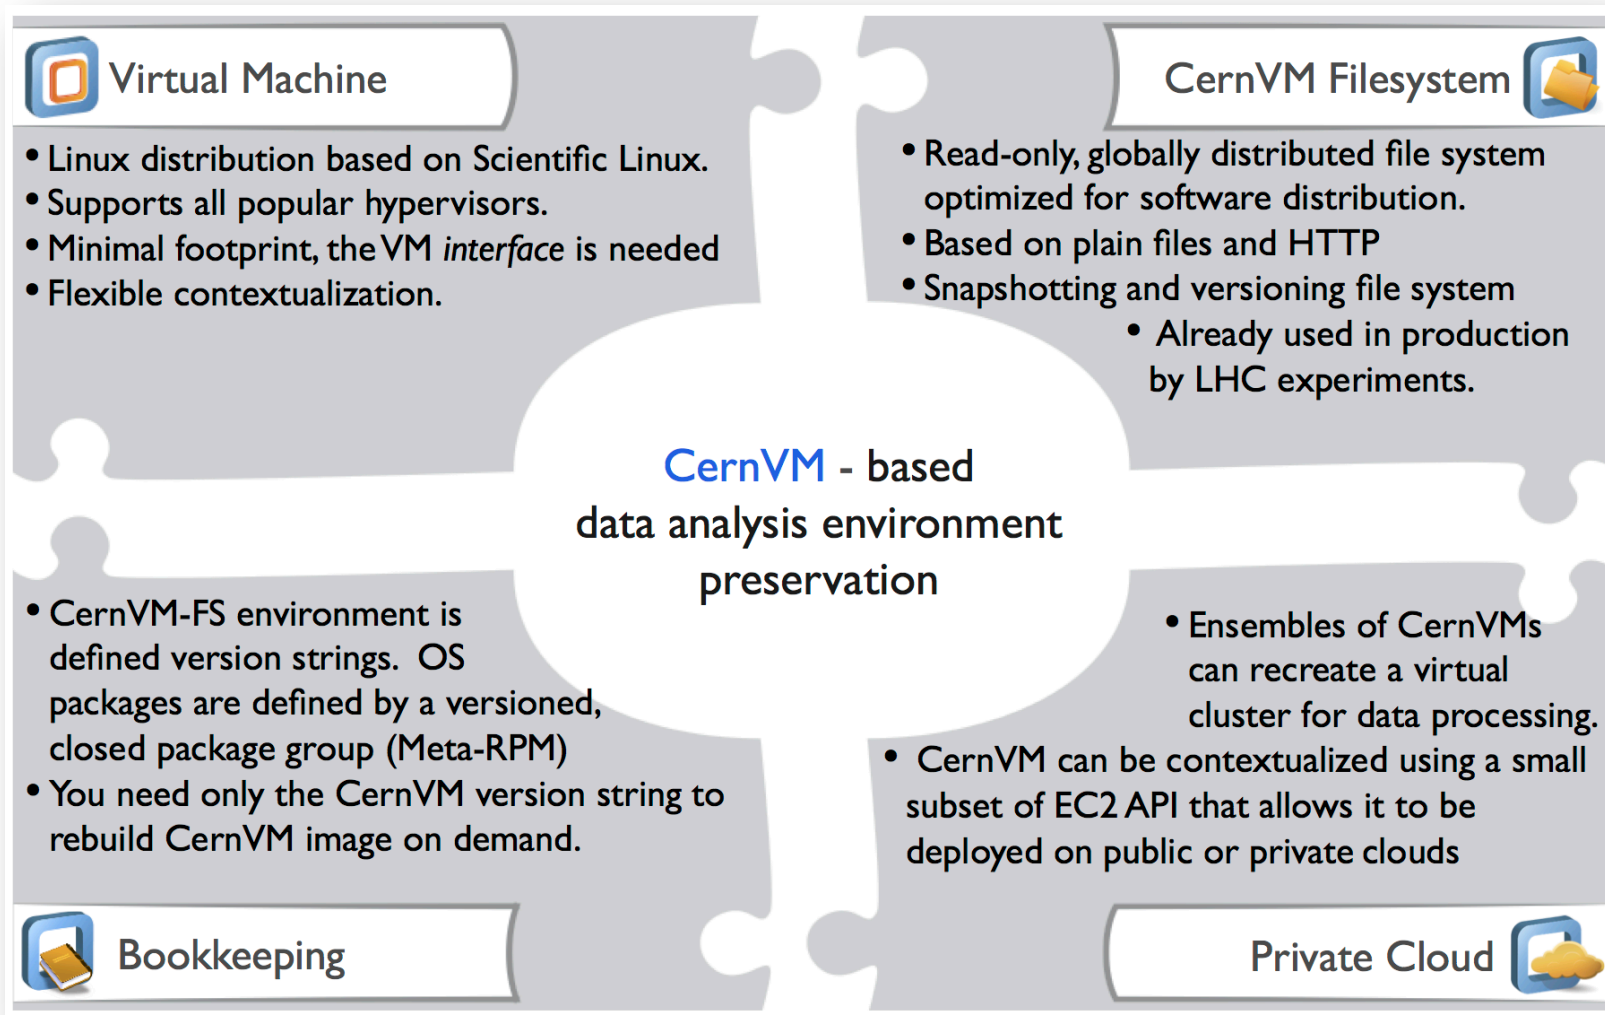 Virtual Machine
• Linux distribution based on Scientific Linux.
• Supports all popular hypervisors.
• Minimal footprint, the VM interface is needed
• Flexible contextualization.
CernVM Filesystem
• Read-only, globally distributed file system
optimized for software distribution.
• Based on plain files and HTTP
• Snapshotting and versioning file system
• Already used in production
by LHC experiments.
CernVM - based
data analysis environment
preservation
• CernVM-FS environment is
defined version strings. OS
packages are defined by a versioned,
closed package group (Meta-RPM)
• You need only the CernVM version string to
rebuild CernVM image on demand.
Bookkeeping
• Ensembles of CernVMs
can recreate a virtual
cluster for data processing.
• CernVM can be contextualized using a small
subset of EC2 API that allows it to be
deployed on public or private clouds
Private Cloud